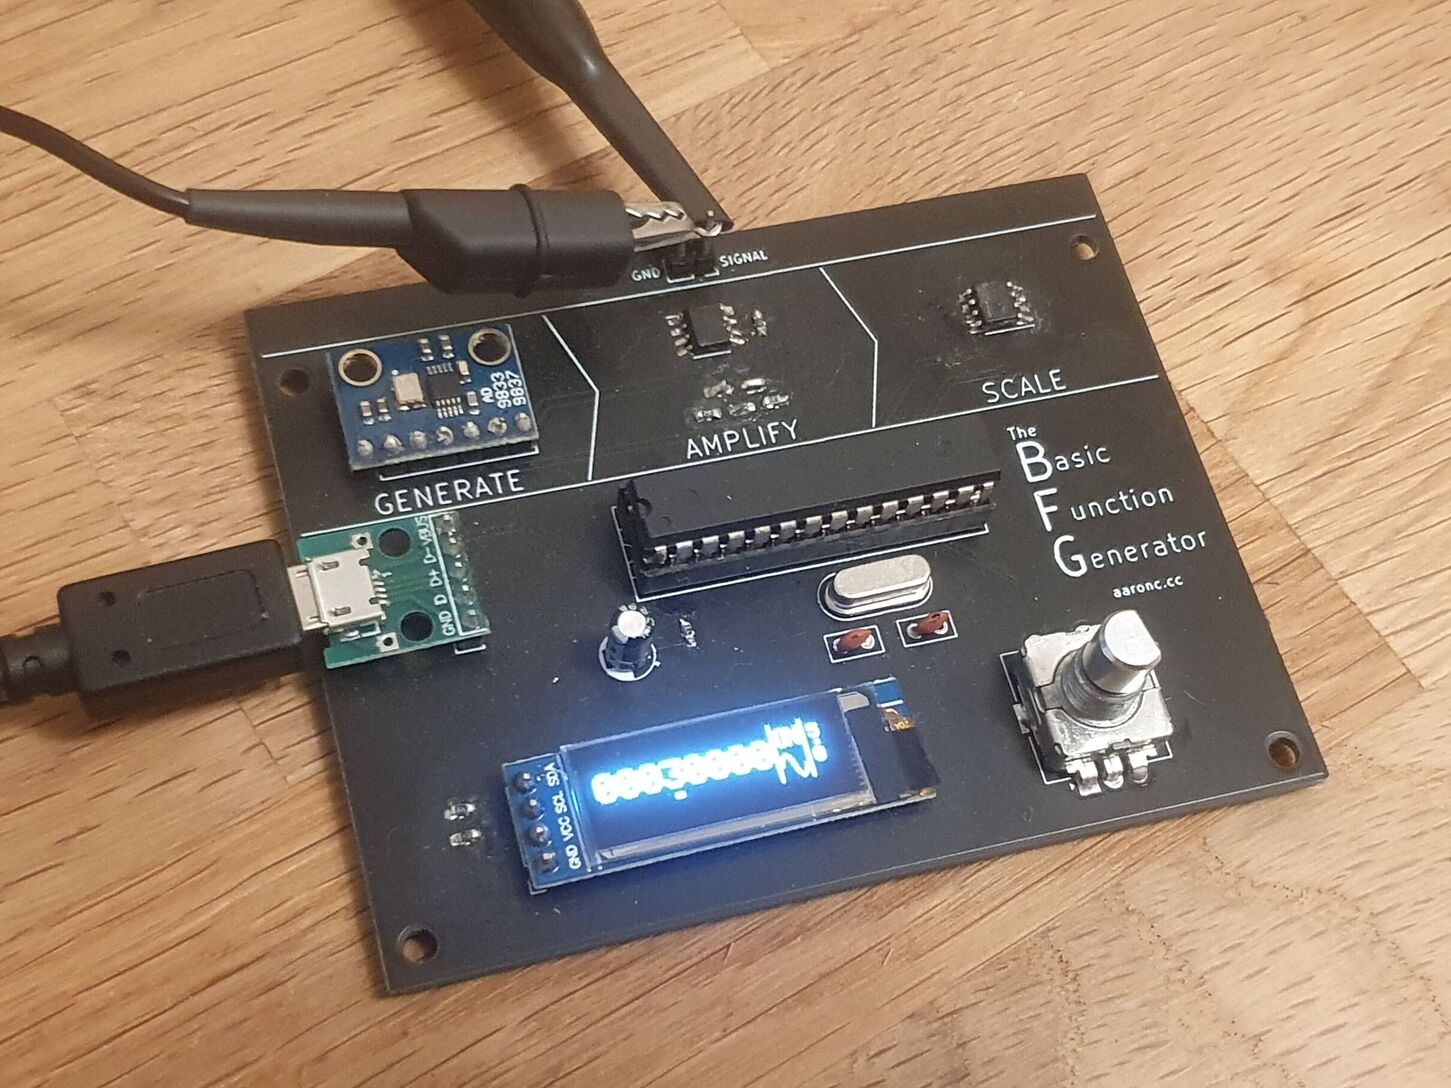 GND
SIGNAL
AD
9833
9837
GENERATE
AMPLIFY
SCALE
The
Basic
Function
Generator
aaronc.cc
GND ID D+ D- VBUS
GND VCC SCL SDA